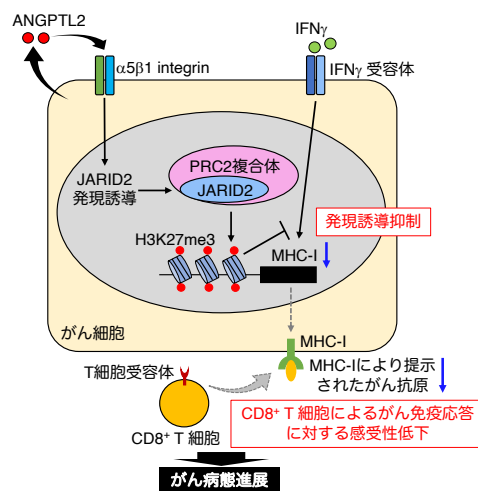 ANGPTL2
IFNγ
α5β1 integrin
IFNγ 受容体
PRC2複合体
JARID2
JARID2
発現誘導
H3K27me3
発現誘導抑制
MHC-I
がん細胞
MHC-I
T細胞受容体
MHC-Iにより提示
されたがん抗原
CD8⁺ T 細胞によるがん免疫応答
に対する感受性低下
CD8⁺ T 細胞
がん病態進展